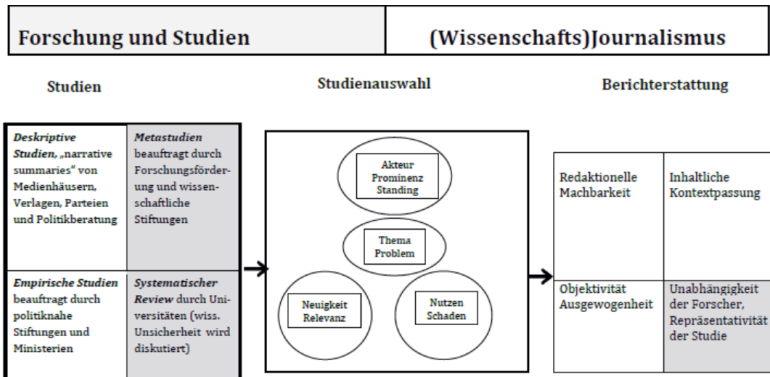 Forschung und Studien
(Wissenschafts)Journalismus
Studien
Studienauswahl
Berichterstattung
Deskriptive
Studien, „narrative
summaries" von
Medienhäusern,
Verlagen, Parteien
und Politikberatung
Metastudien
beauftragt durch
Forschungsförder-
ung und wissen-
schaftliche
Stiftungen
Empirische Studien
beauftragt durch
politiknahe
Stiftungen und
Ministerien
Systematischer
Review durch Uni-
versitäten (wiss.
Unsicherheit wird
diskutiert)
Akteur
Prominenz
Standing
Thema
Problem
Neuigkeit
Relevanz
Nutzen
Schaden
Redaktionelle
Machbarkeit
Inhaltliche
Kontextpassung
Objektivität
Ausgewogenheit
Unabhängigkeit
der Forscher,
Repräsentativität
der Studie